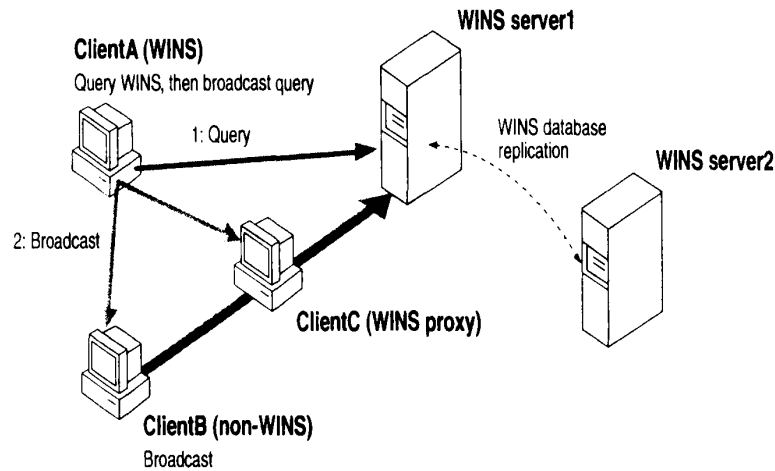 WINS server1
ClientA (WINS)
Query WINS, then broadcast query
1: Query
WINS database
replication
WINS server2
2: Broadcast
ClientC (WINS proxy)
ClientB (non-WINS)
Broadcast